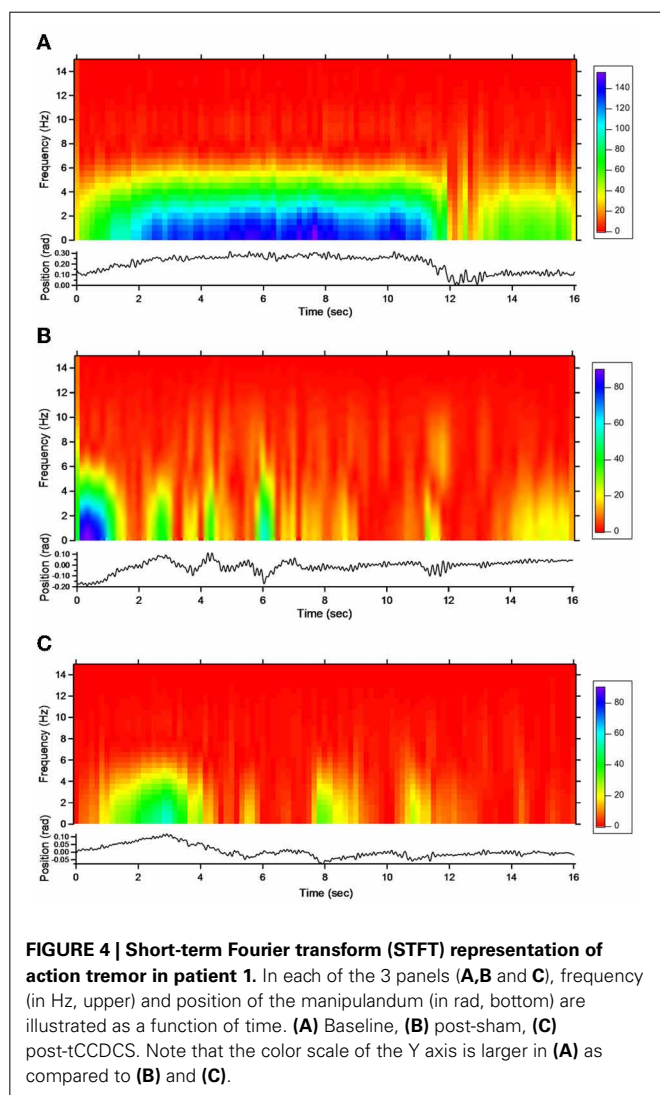 A
Frequency (Hz)
14
12
10
8
6
4
2
0
140
120
100
80
60
40
20
0
Position (rad)
0.30
0.20
0.10
0.00
0 2 4 6 8 10 12 14 16
Time (sec)
B
Frequency (Hz)
14
12
10
8
6
4
2
0
80
60
40
20
0
Position (rad)
0.10
0.00
-0.10
-0.20
0 2 4 6 8 10 12 14 16
Time (sec)
C
Frequency (Hz)
14
12
10
8
6
4
2
0
80
60
40
20
0
Position (rad)
0.10
0.05
0.00
-0.05
0 2 4 6 8 10 12 14 16
Time (sec)
FIGURE 4 | Short-term Fourier transform (STFT) representation of
action tremor in patient 1. In each of the 3 panels (A,B and C), frequency
(in Hz, upper) and position of the manipulandum (in rad, bottom) are
illustrated as a function of time. (A) Baseline, (B) post-sham, (C)
post-tCCDCS. Note that the color scale of the Y axis is larger in (A) as
compared to (B) and (C).